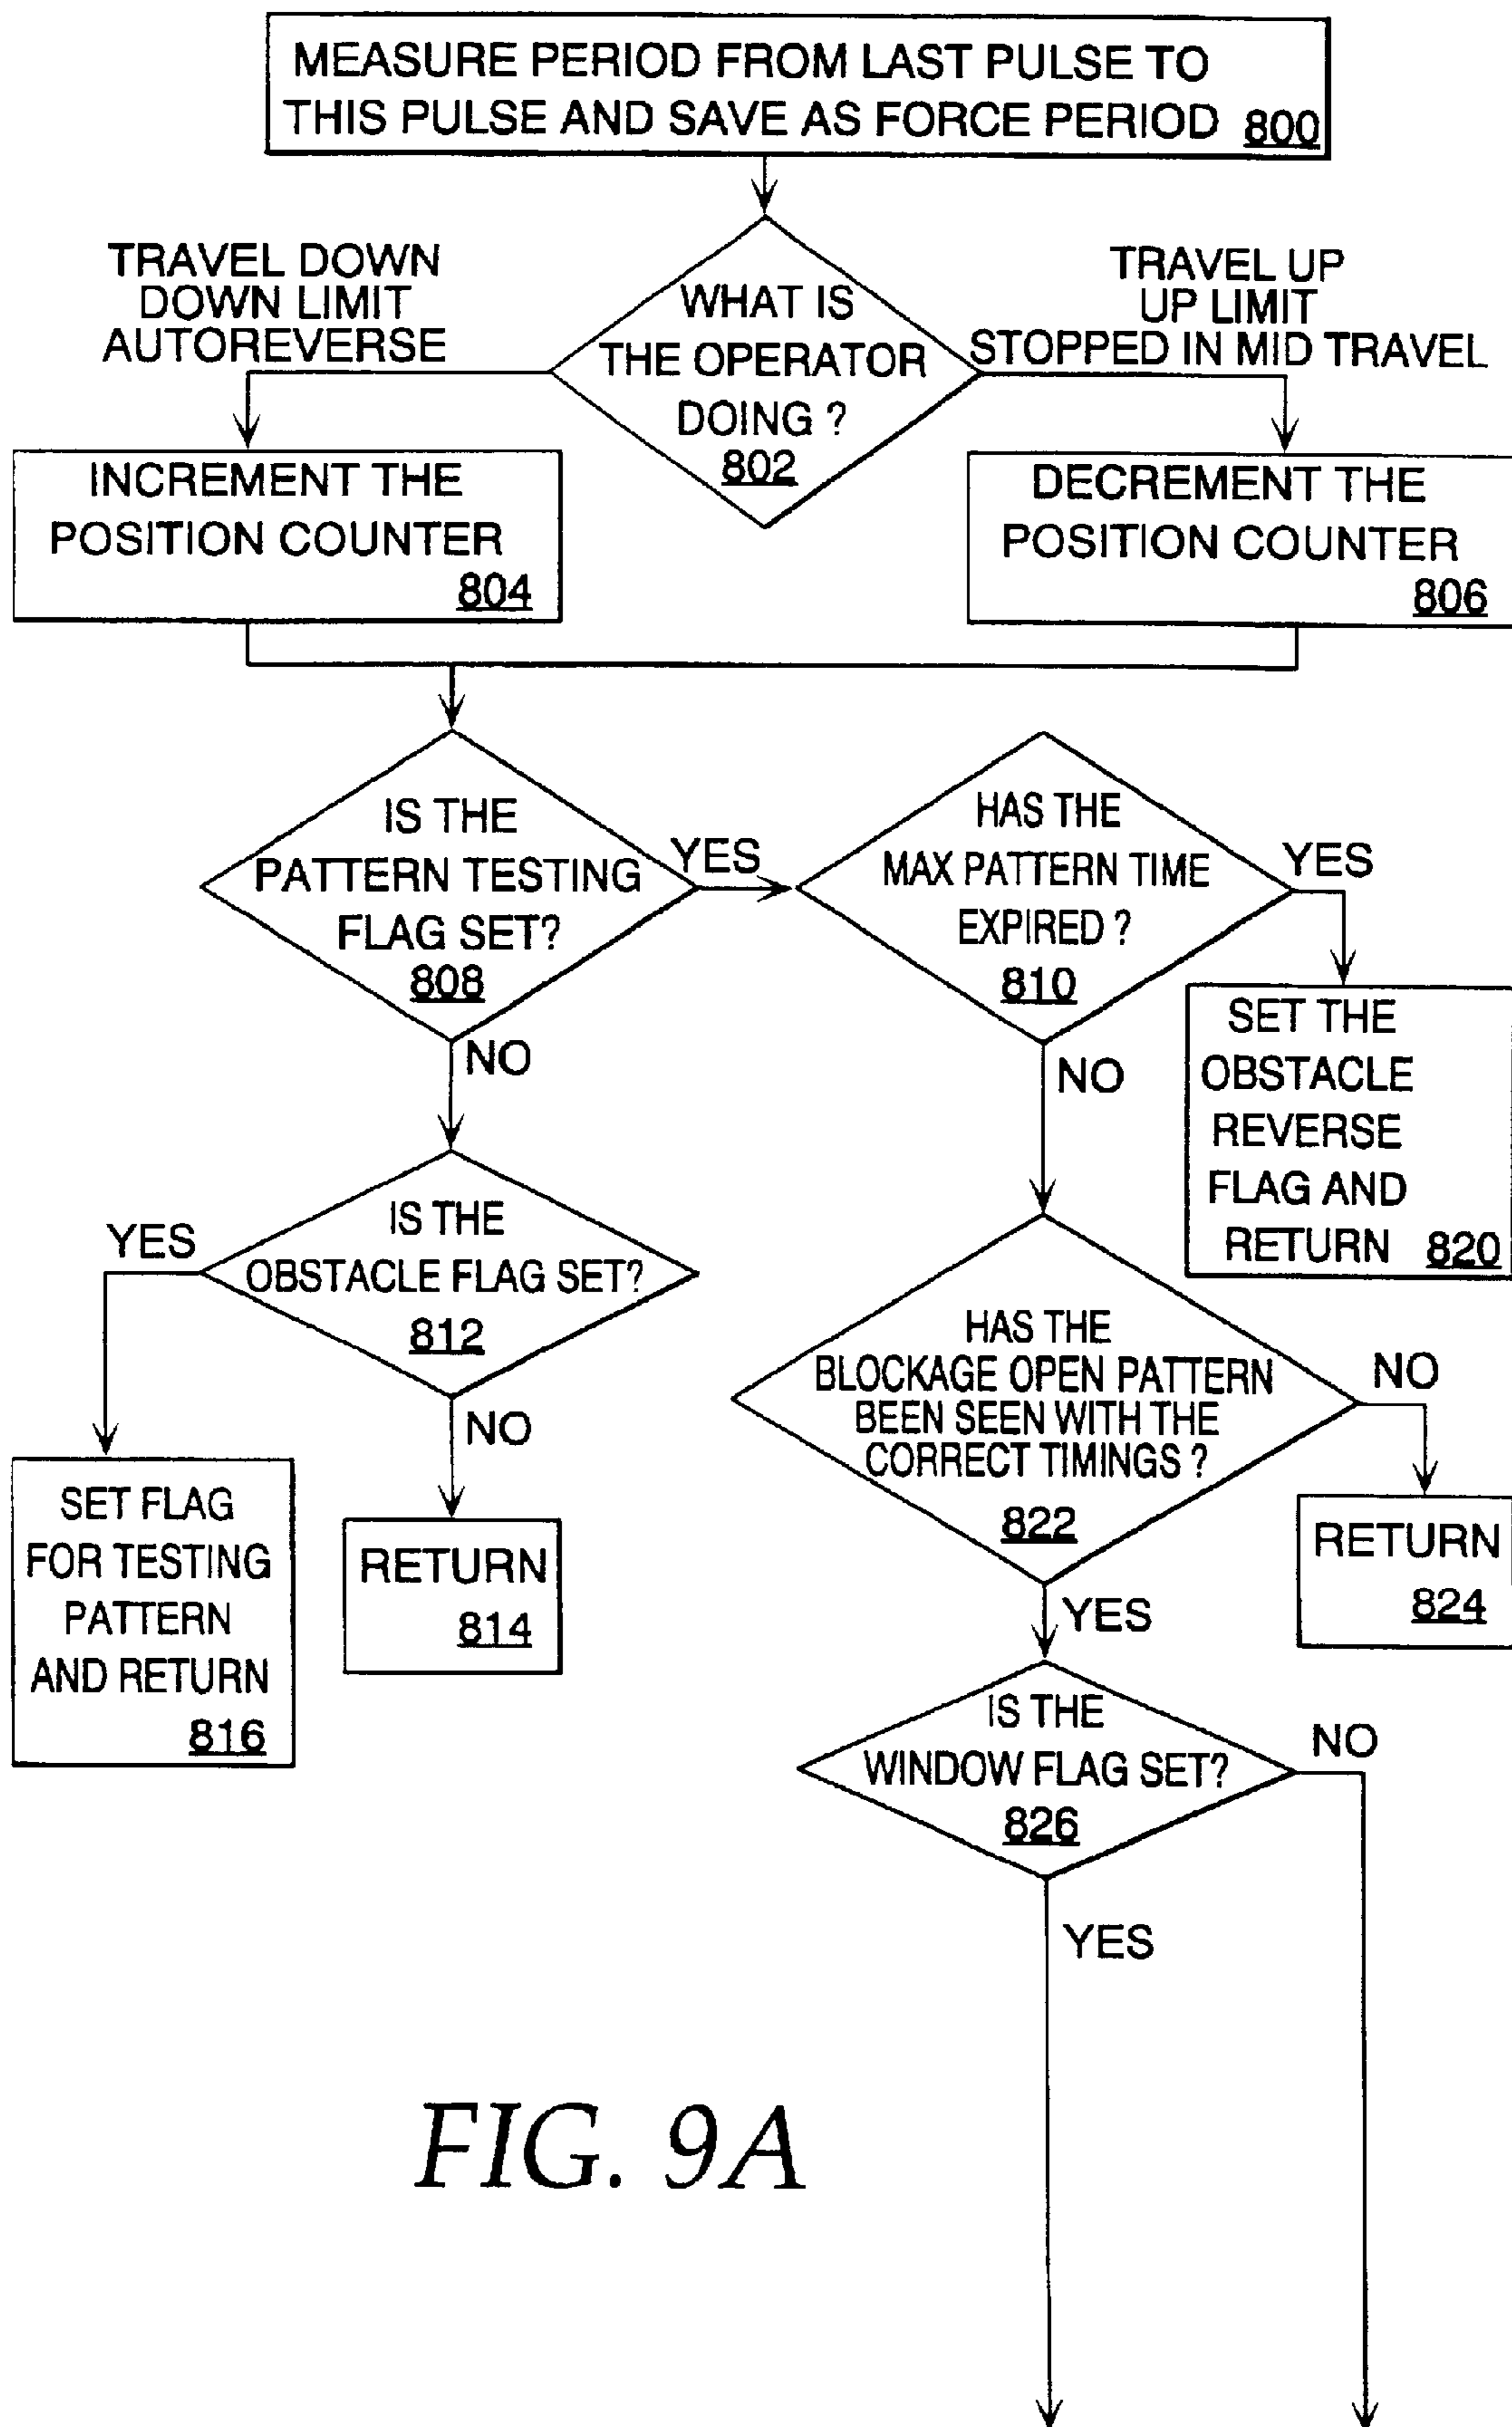 MEASURE PERIOD FROM LAST PULSE TO
THIS PULSE AND SAVE AS FORCE PERIOD 800
TRAVEL DOWN
DOWN LIMIT
AUTOREVERSE
WHAT IS
THE OPERATOR
DOING ?
802
TRAVEL UP
UP LIMIT
STOPPED IN MID TRAVEL
INCREMENT THE
POSITION COUNTER
804
DECREMENT THE
POSITION COUNTER
806
IS THE
PATTERN TESTING
FLAG SET?
808
YES
NO
HAS THE
MAX PATTERN TIME
EXPIRED ?
810
YES
NO
SET THE
OBSTACLE
REVERSE
FLAG AND
RETURN 820
IS THE
OBSTACLE FLAG SET?
812
YES
NO
SET FLAG
FOR TESTING
PATTERN
AND RETURN
816
RETURN
814
HAS THE
BLOCKAGE OPEN PATTERN
BEEN SEEN WITH THE
CORRECT TIMINGS ?
822
NO
YES
RETURN
824
IS THE
WINDOW FLAG SET?
826
NO
YES
FIG. 9A